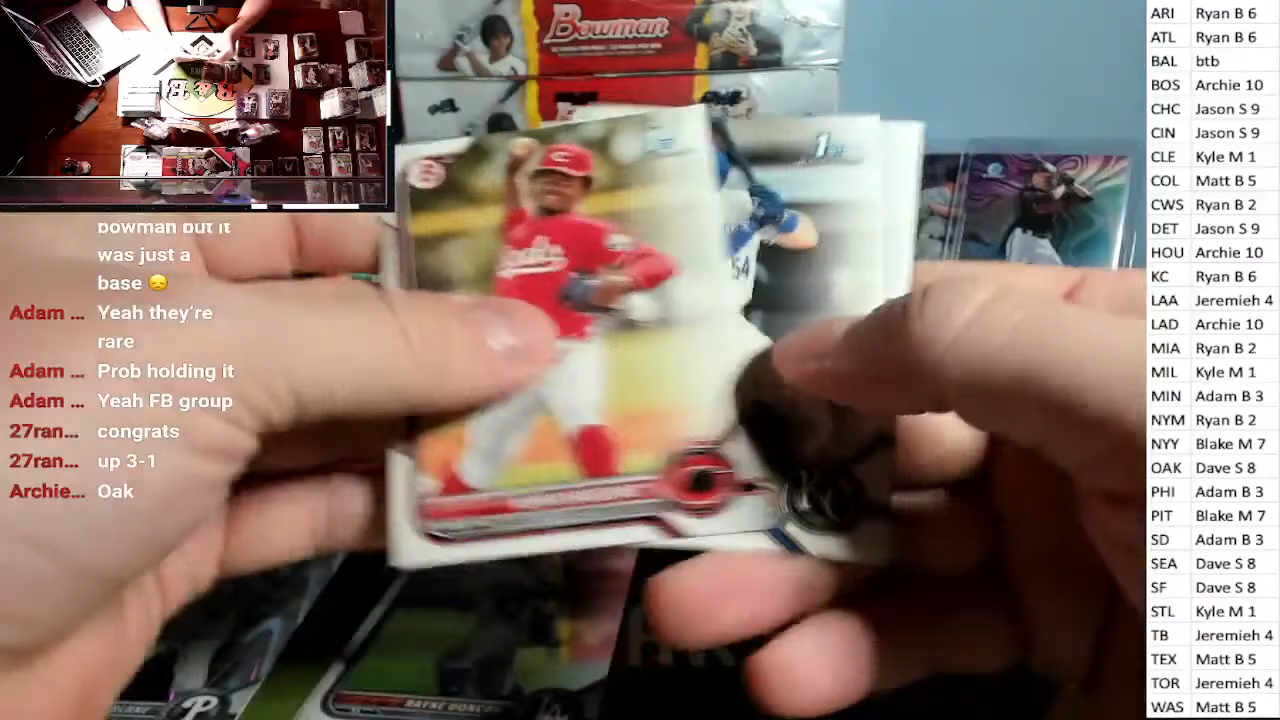 Bowman
bowman but it
was just a
base 😞
Adam ... Yeah they're
rare
Adam ... Prob holding it
Adam ... Yeah FB group
27ran... congrats
27ran... up 3-1
Archie... Oak
1st
Reds
54
P
ARI Ryan B 6
ATL Ryan B 6
BAL btb
BOS Archie 10
CHC Jason S 9
CIN Jason S 9
CLE Kyle M 1
COL Matt B 5
CWS Ryan B 2
DET Jason S 9
HOU Archie 10
KC Ryan B 6
LAA Jeremieh 4
LAD Archie 10
MIA Ryan B 2
MIL Kyle M 1
MIN Adam B 3
NYM Ryan B 2
NYY Blake M 7
OAK Dave S 8
PHI Adam B 3
PIT Blake M 7
SD Adam B 3
SEA Dave S 8
SF Dave S 8
STL Kyle M 1
TB Jeremieh 4
TEX Matt B 5
TOR Jeremieh 4
WAS Matt B 5